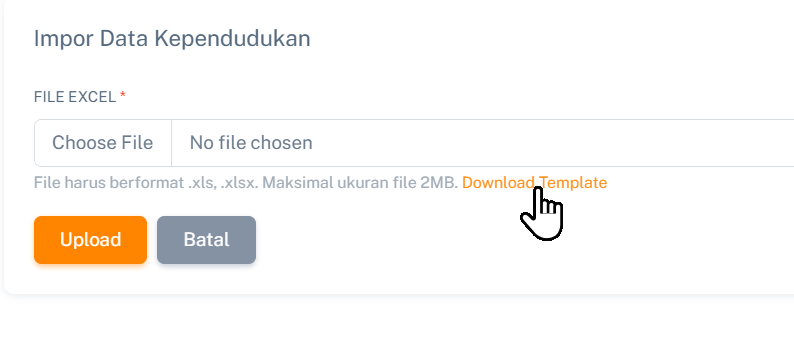 Impor Data Kependudukan
FILE EXCEL *
Choose File No file chosen
File harus berformat .xls, .xlsx. Maksimal ukuran file 2MB. Download Template
Upload Batal